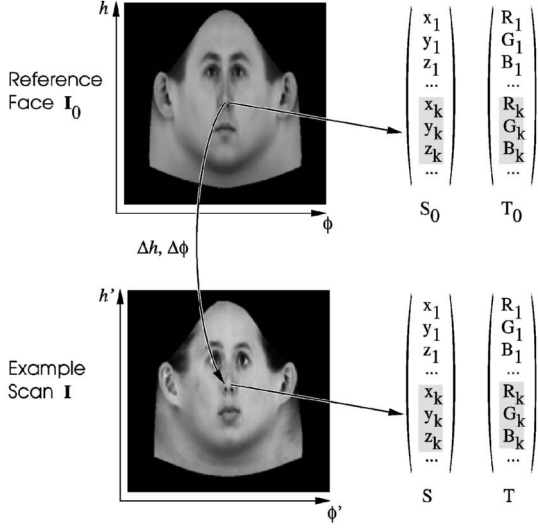 h
Reference
Face I₀
ϕ
x₁
y₁
z₁
...
xₖ
yₖ
zₖ
...
S₀
R₁
G₁
B₁
...
Rₖ
Gₖ
Bₖ
...
T₀
Δh, Δϕ
h'
Example
Scan I
ϕ'
x₁
y₁
z₁
...
xₖ
yₖ
zₖ
...
S
R₁
G₁
B₁
...
Rₖ
Gₖ
Bₖ
...
T